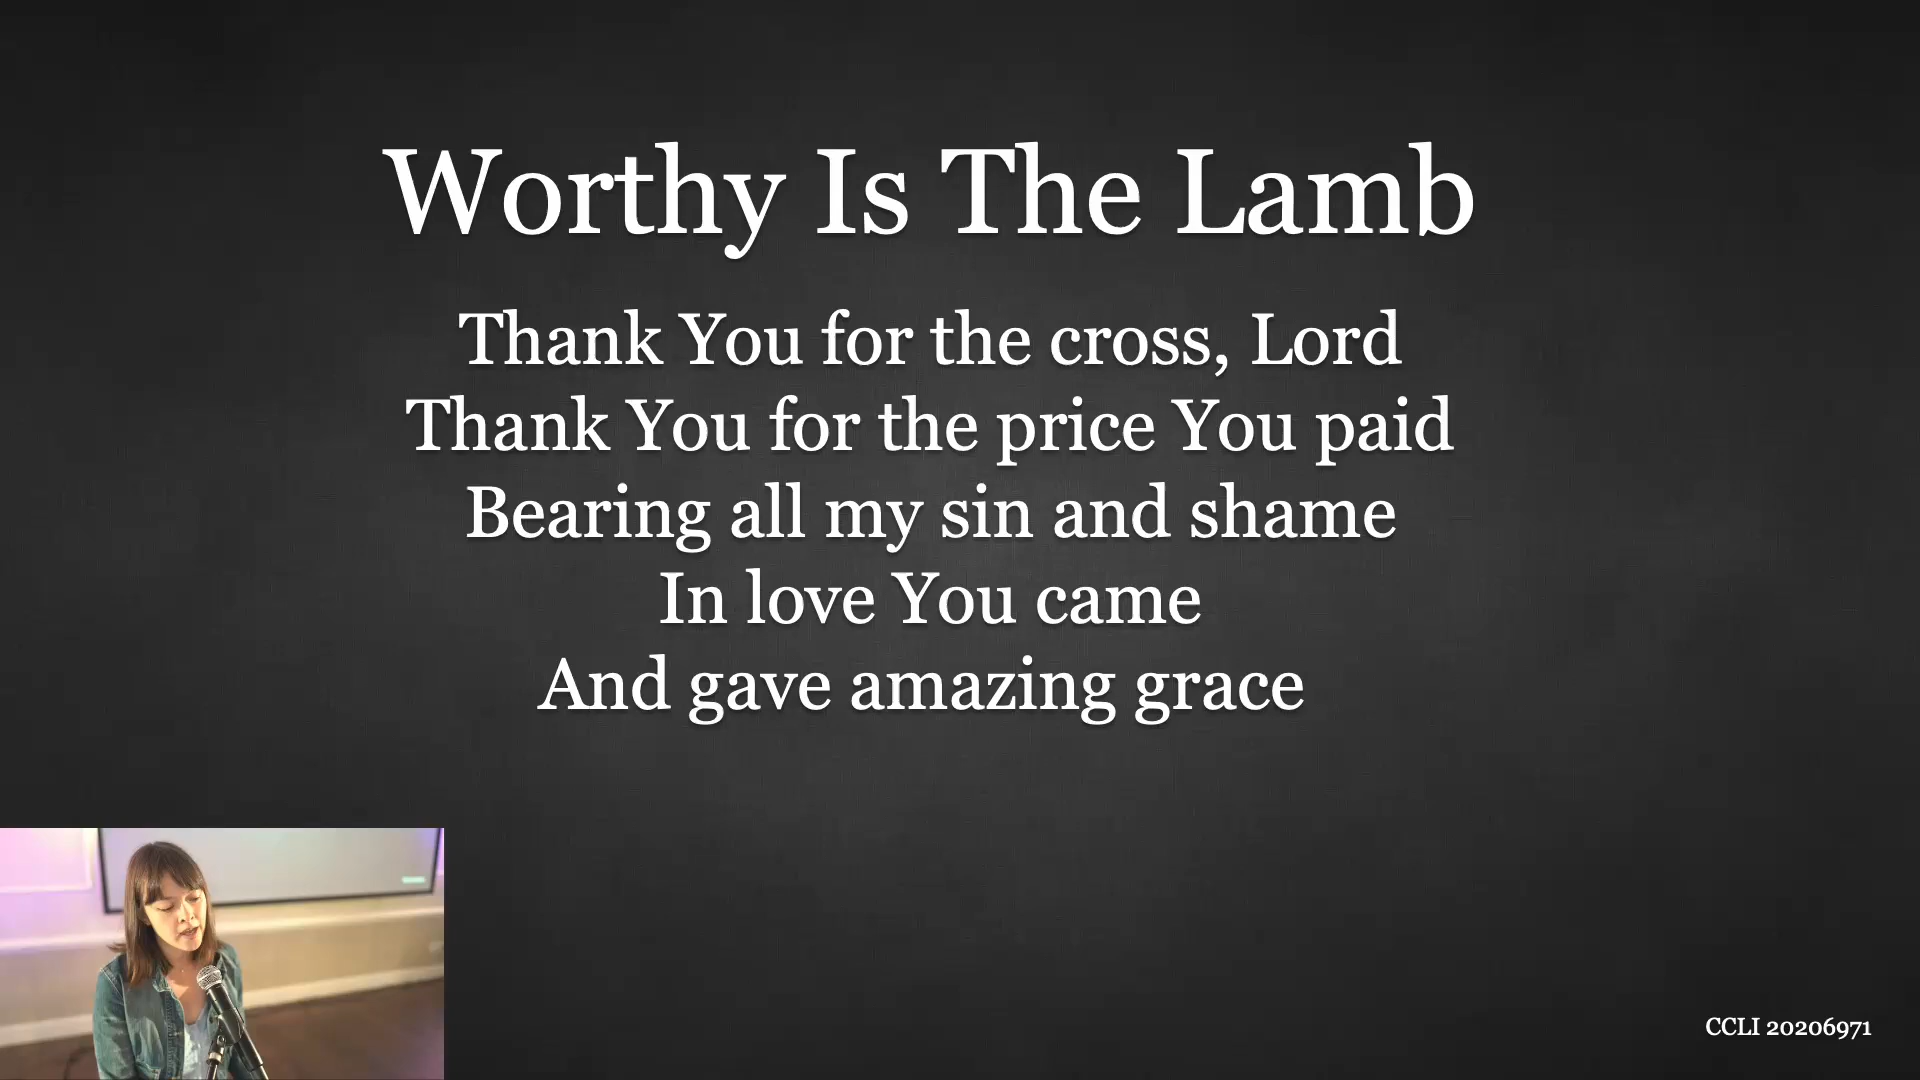 Worthy Is The Lamb
Thank You for the cross, Lord
Thank You for the price You paid
Bearing all my sin and shame
In love You came
And gave amazing grace
CCLI 20206971